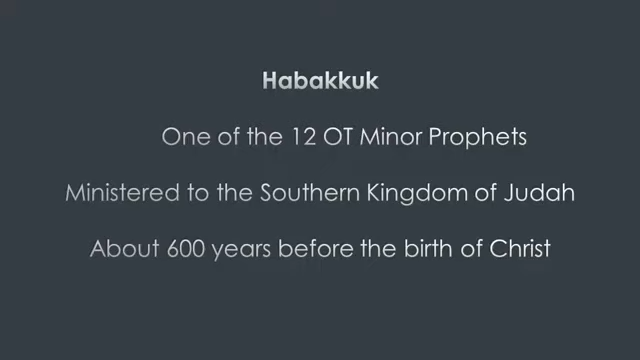 Habakkuk
One of the 12 OT Minor Prophets
Ministered to the Southern Kingdom of Judah
About 600 years before the birth of Christ